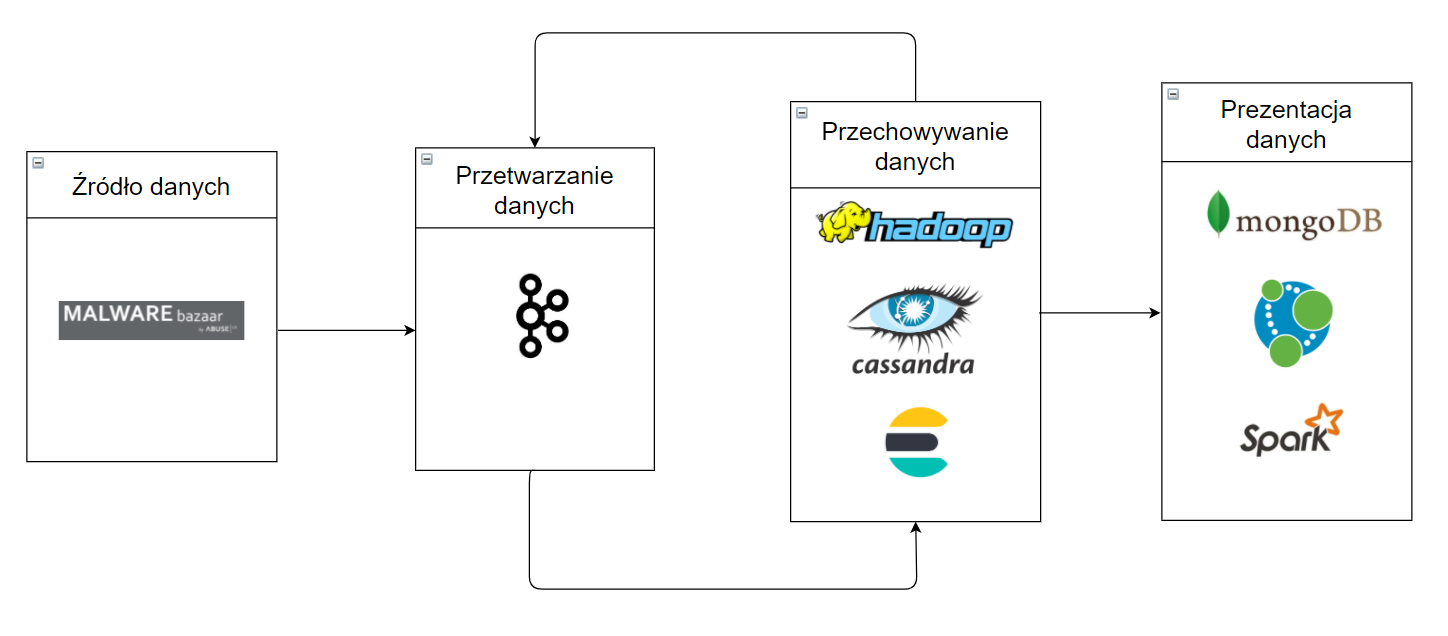 Źródło danych
MALWARE bazaar
by ABUSE
Przetwarzanie
danych
Przechowywanie
danych
hadoop
cassandra
Prezentacja
danych
mongoDB
Spark